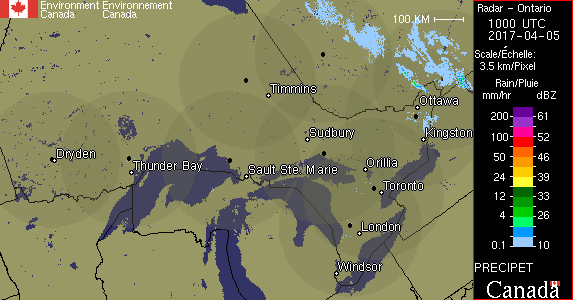 Environment Environnement
Canada Canada
100 KM
Radar - Ontario
1000 UTC
2017-04-05
Scale/Échelle:
3.5 km/Pixel
Rain/Pluie
mm/hr dBZ
200 61
100 52
50 46
24 39
12 33
4 26
0.1 10
PRECIPET
Canada
Timmins
Ottawa
Sudbury
Kingston
Dryden
Thunder Bay
Sault Ste. Marie
Orillia
Toronto
London
Windsor